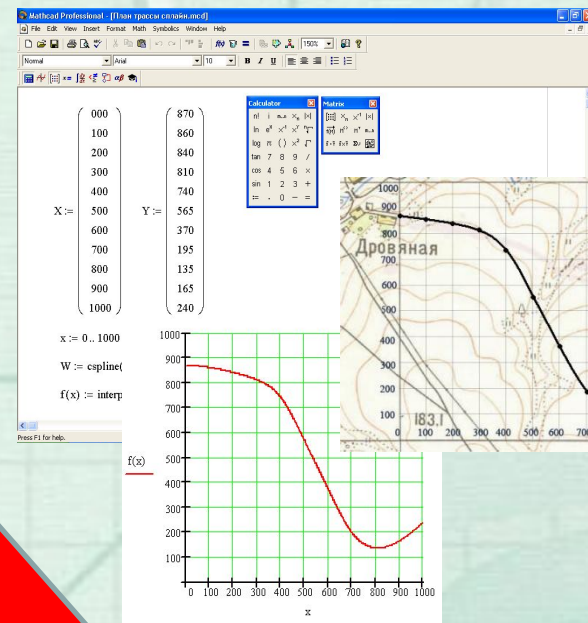 Mathcad Professional - [План трассы сплайн.mcd]
File Edit View Insert Format Math Symbolics Window Help
150%
Normal Arial 10 B I U
Calculator
n! i m..n ×n |×|
ln e^x x^-1 x^y
log π ( ) x^2 √
tan 7 8 9 /
cos 4 5 6 ×
sin 1 2 3 +
:= . 0 − =
Matrix
X := Y :=
000 870
100 860
200 840
300 810
400 740
500 565
600 370
700 195
800 135
900 165
1000 240
x := 0 .. 1000
W := cspline(
f(x) := interp
Press F1 for help.
1000
900
800
Дровяная
700
600
500
400
300
200
100
183,1
0 100 200 300 400 500 600 700
1000
900
800
700
600
500
400
300
200
100
f(x)
0 100 200 300 400 500 600 700 800 900 1000
x